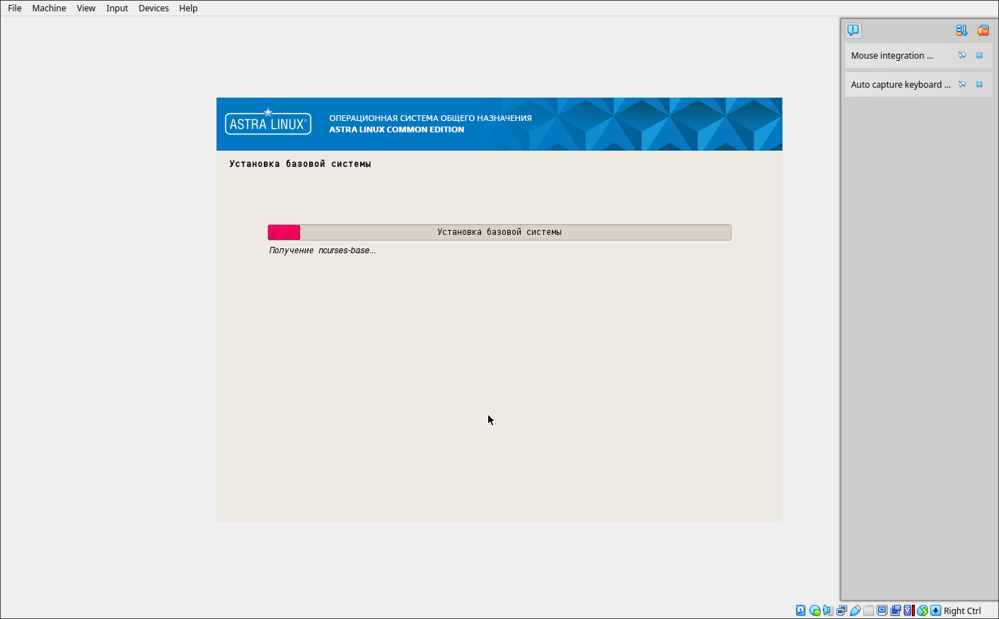 File Machine View Input Devices Help
Mouse integration ...
Auto capture keyboard ...
ASTRA LINUX®
ОПЕРАЦИОННАЯ СИСТЕМА ОБЩЕГО НАЗНАЧЕНИЯ
ASTRA LINUX COMMON EDITION
Установка базовой системы
Установка базовой системы
Получение ncurses-base...
Right Ctrl